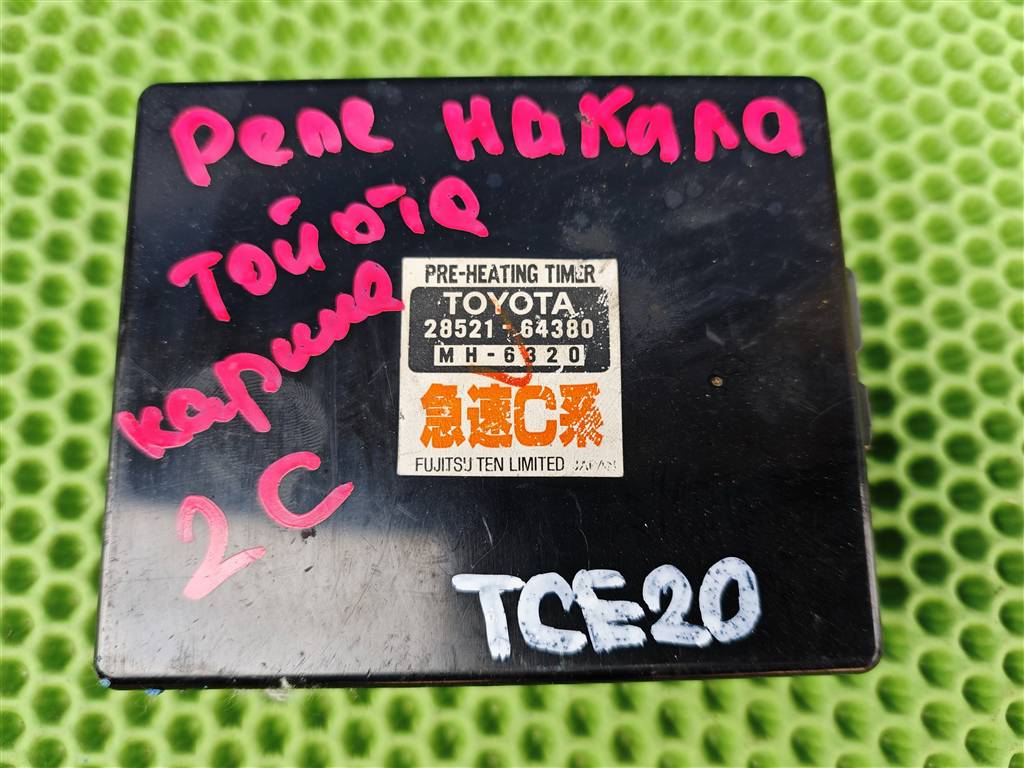 Реле накала
Тойота
карина
2С
PRE-HEATING TIMER
TOYOTA
28521-64380
MH-6320
急速C系
FUJITSU TEN LIMITED JAPAN
TCE20